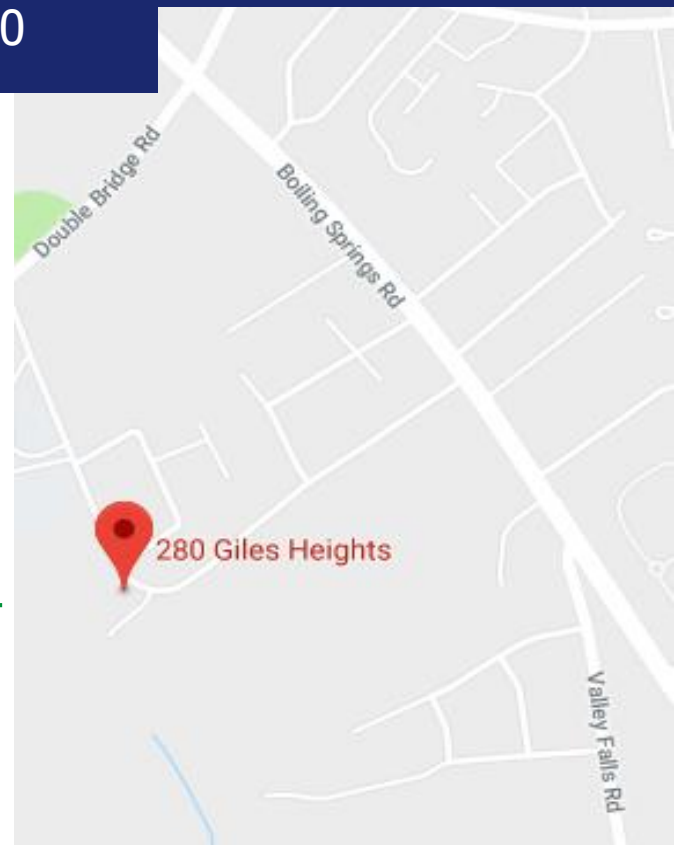 0
Double Bridge Rd
Boiling Springs Rd
280 Giles Heights
Valley Falls Rd